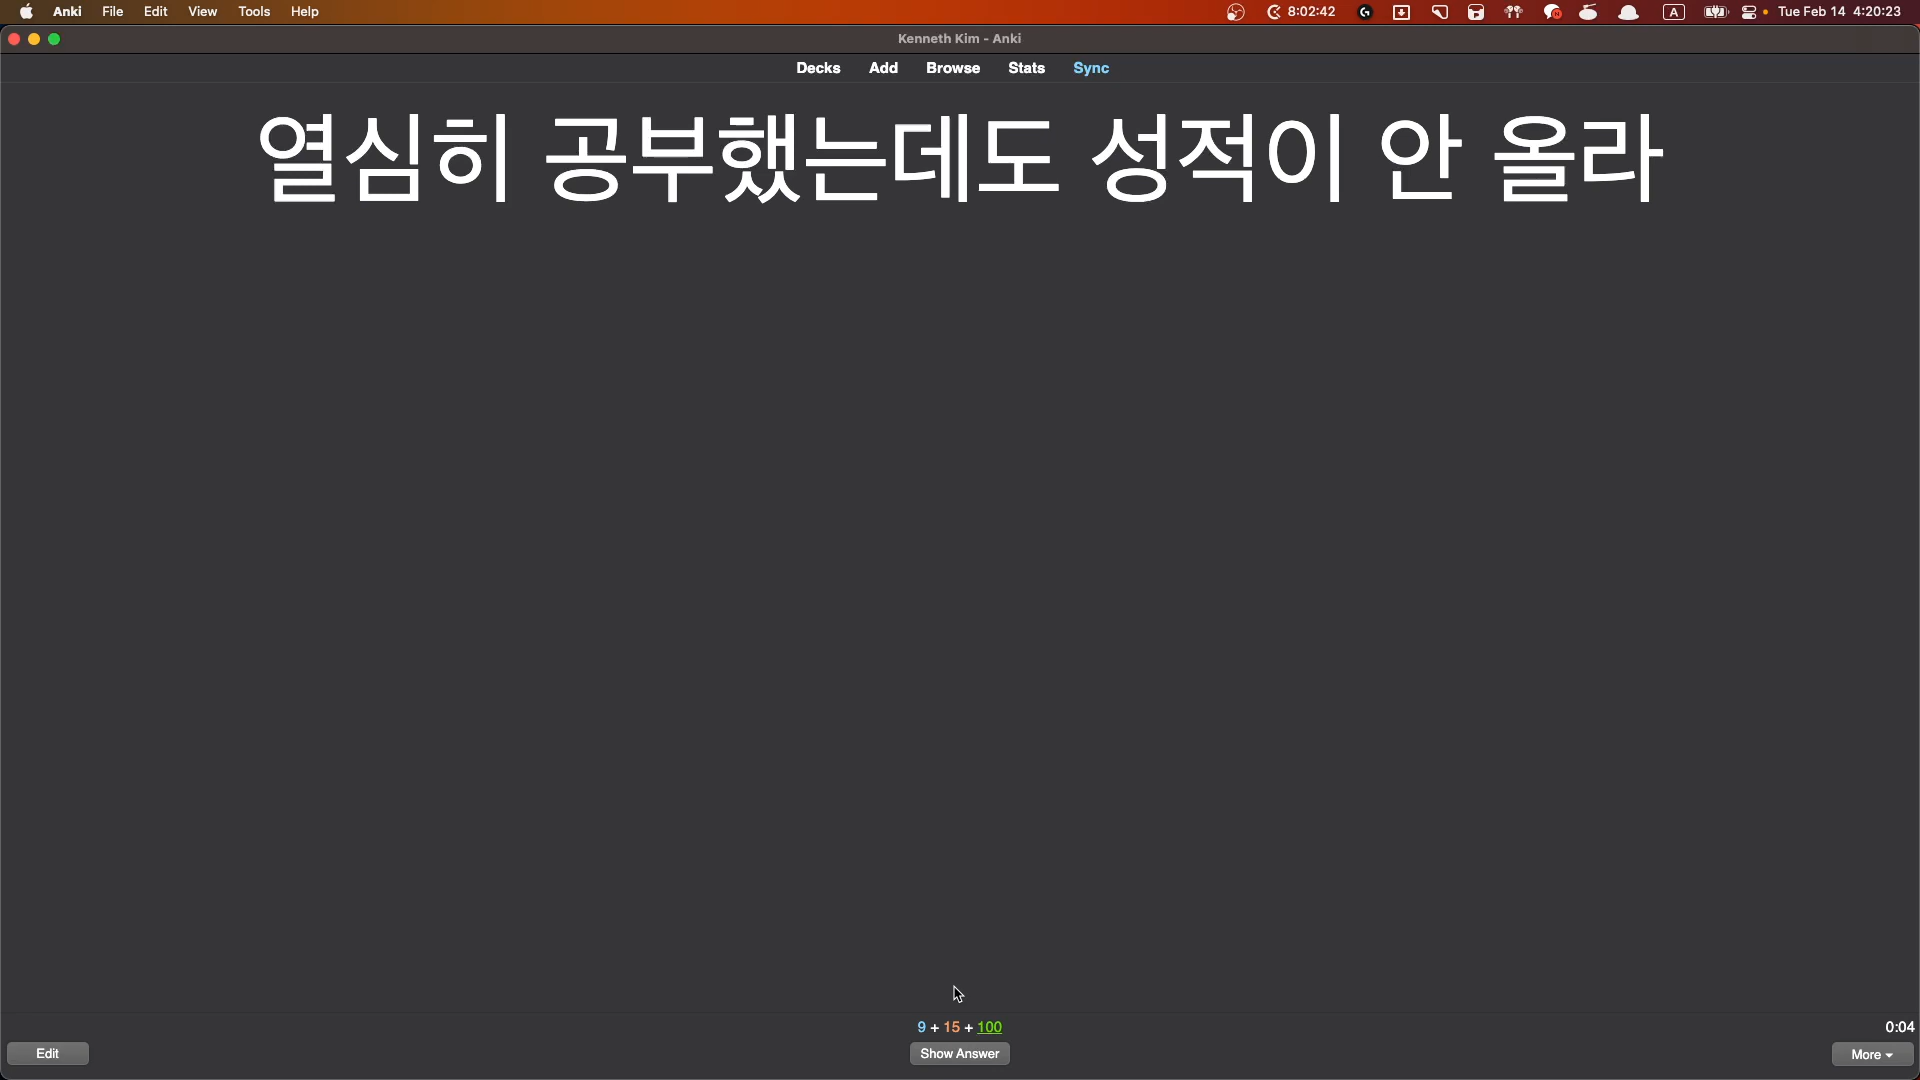 Anki File Edit View Tools Help 8:02:42 A Tue Feb 14 4:20:23
Kenneth Kim - Anki
Decks Add Browse Stats Sync
열심히 공부했는데도 성적이 안 올라
9 + 15 + 100 0:04
Edit Show Answer More